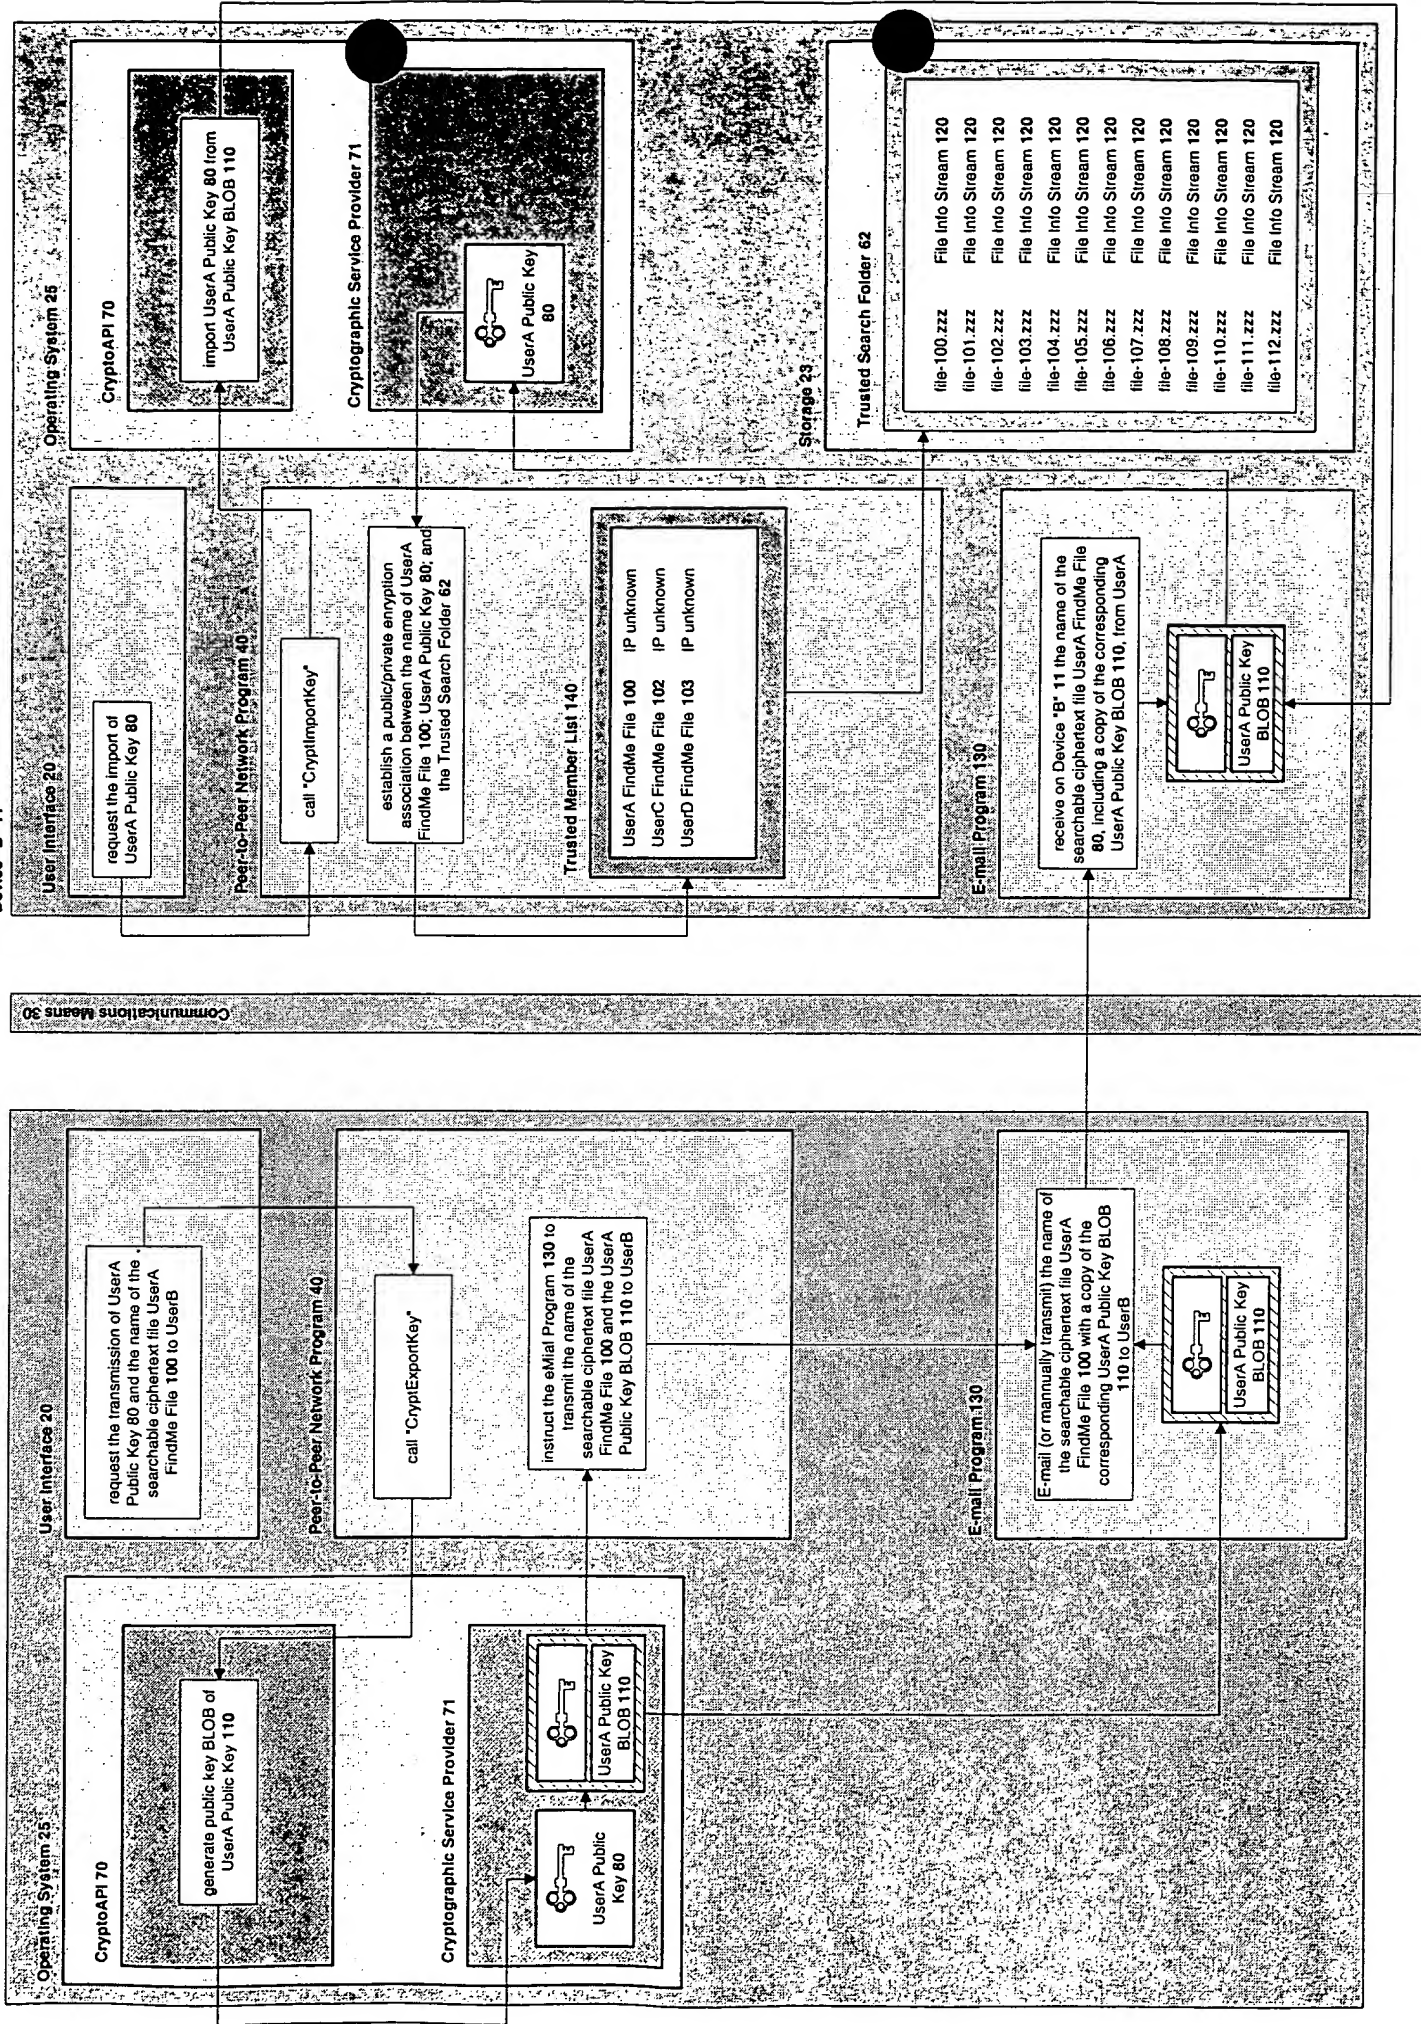 Operating System 25
CryptoAPI 70
generate public key BLOB of
UserA Public Key 110
Cryptographic Service Provider 71
UserA Public
Key 80
UserA Public Key
BLOB 110
User Interface 20
request the transmission of UserA
Public Key 80 and the name of the
searchable ciphertext file UserA
FindMe File 100 to UserB
Peer-to-Peer Network Program 40
call "CryptExportKey"
instruct the eMial Program 130 to
transmit the name of the
searchable ciphertext file UserA
FindMe File 100 and the UserA
Public Key BLOB 110 to UserB
E-mail Program 130
E-mail (or mannually transmit) the name of
the searchable ciphertext file UserA
FindMe File 100 with a copy of the
corresponding UserA Public Key BLOB
110 to UserB
UserA Public Key
BLOB 110
Communications Means 30
User Interface 20
request the import of
UserA Public Key 80
Peer-to-Peer Network Program 40
call "CryptImportKey"
establish a public/private enryption
association between the name of UserA
FindMe File 100; UserA Public Key 80; and
the Trusted Search Folder 62
Trusted Member List 140
UserA FindMe File 100 IP unknown
UserC FindMe File 102 IP unknown
UserD FindMe File 103 IP unknown
E-mail Program 130
receive on Device "B" 11 the name of the
searchable ciphertext file UserA FindMe File
80, including a copy of the corresponding
UserA Public Key BLOB 110, from UserA
UserA Public Key
BLOB 110
Operating System 25
CryptoAPI 70
import UserA Public Key 80 from
UserA Public Key BLOB 110
Cryptographic Service Provider 71
UserA Public Key
80
Storage 23
Trusted Search Folder 62
file-100.zzz File Info Stream 120
file-101.zzz File Info Stream 120
file-102.zzz File Info Stream 120
file-103.zzz File Info Stream 120
file-104.zzz File Info Stream 120
file-105.zzz File Info Stream 120
file-106.zzz File Info Stream 120
file-107.zzz File Info Stream 120
file-108.zzz File Info Stream 120
file-109.zzz File Info Stream 120
file-110.zzz File Info Stream 120
file-111.zzz File Info Stream 120
file-112.zzz File Info Stream 120